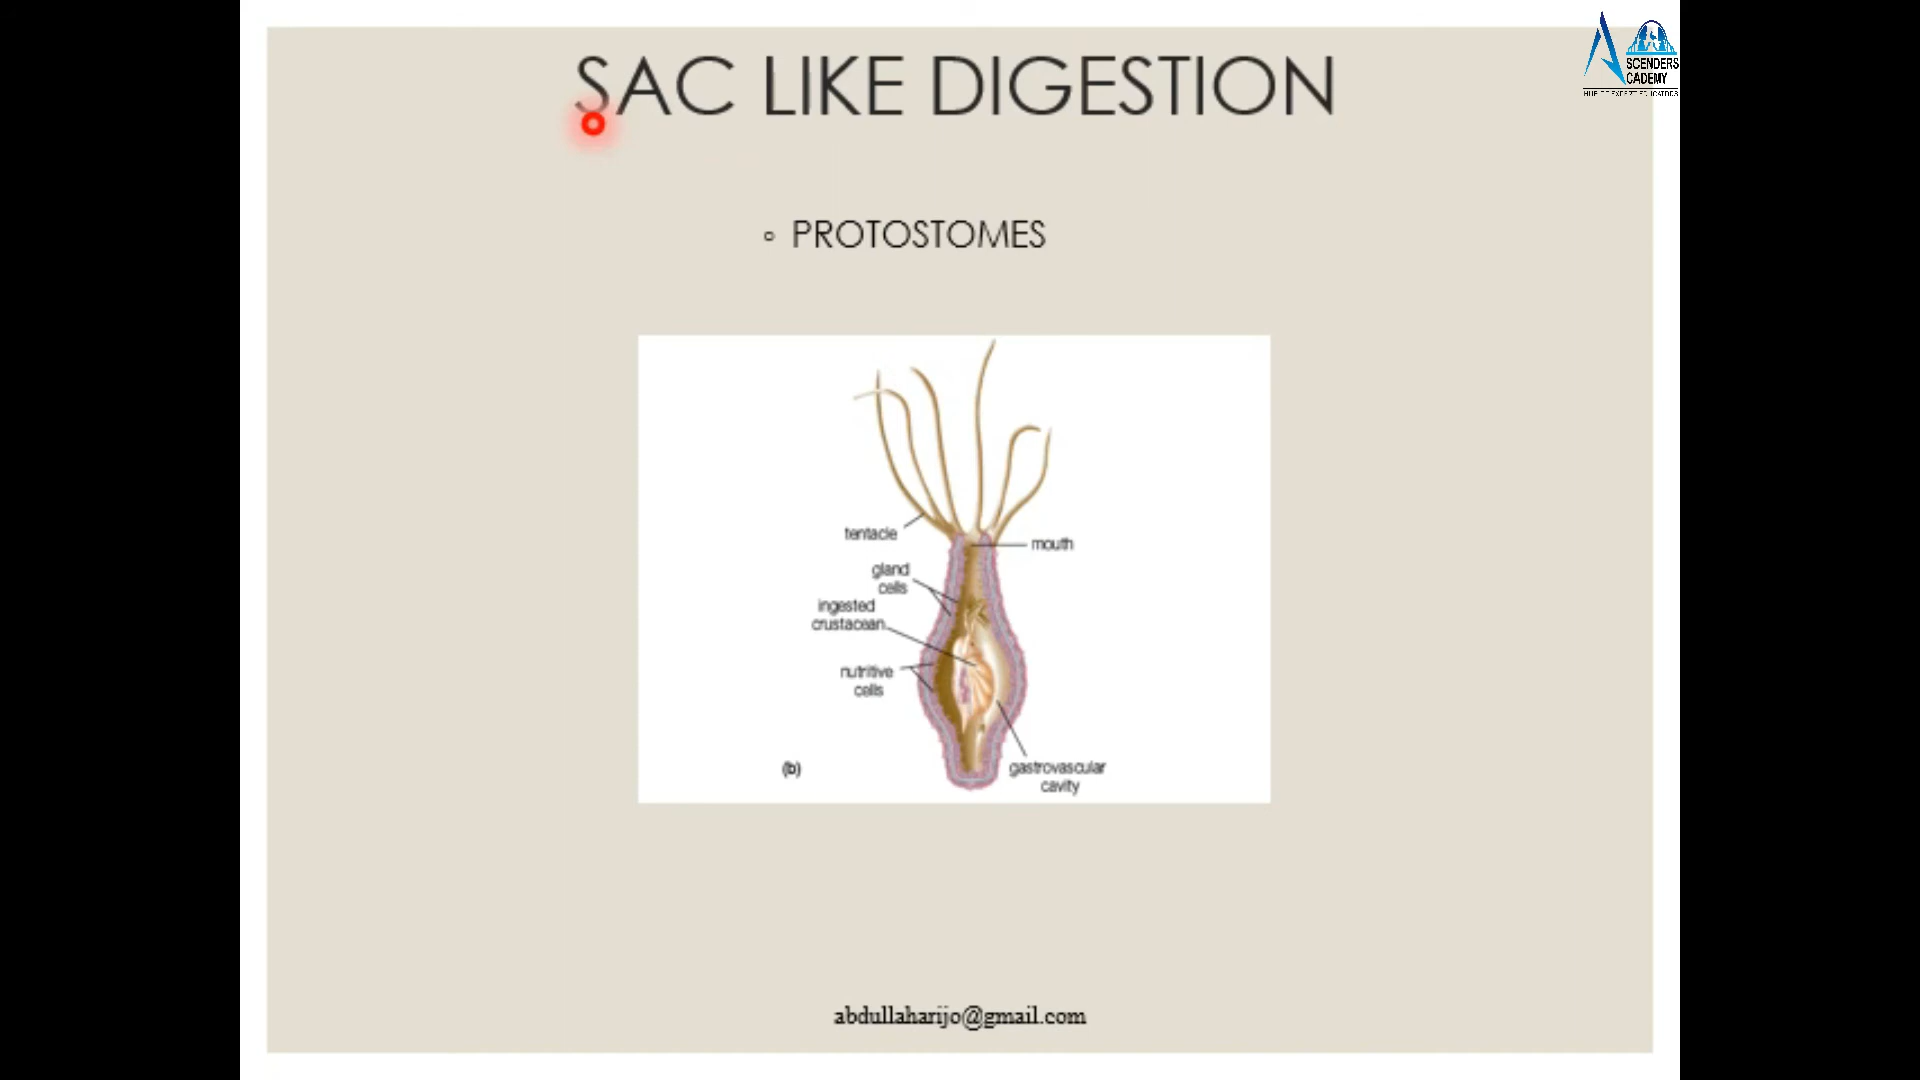 SAC LIKE DIGESTION
SCENDERS
CADEMY
PROTOSTOMES
tentacle
mouth
gland
cells
ingested
crustacean
nutritive
cells
(b)
gastrovascular
cavity
abdullaharijo@gmail.com